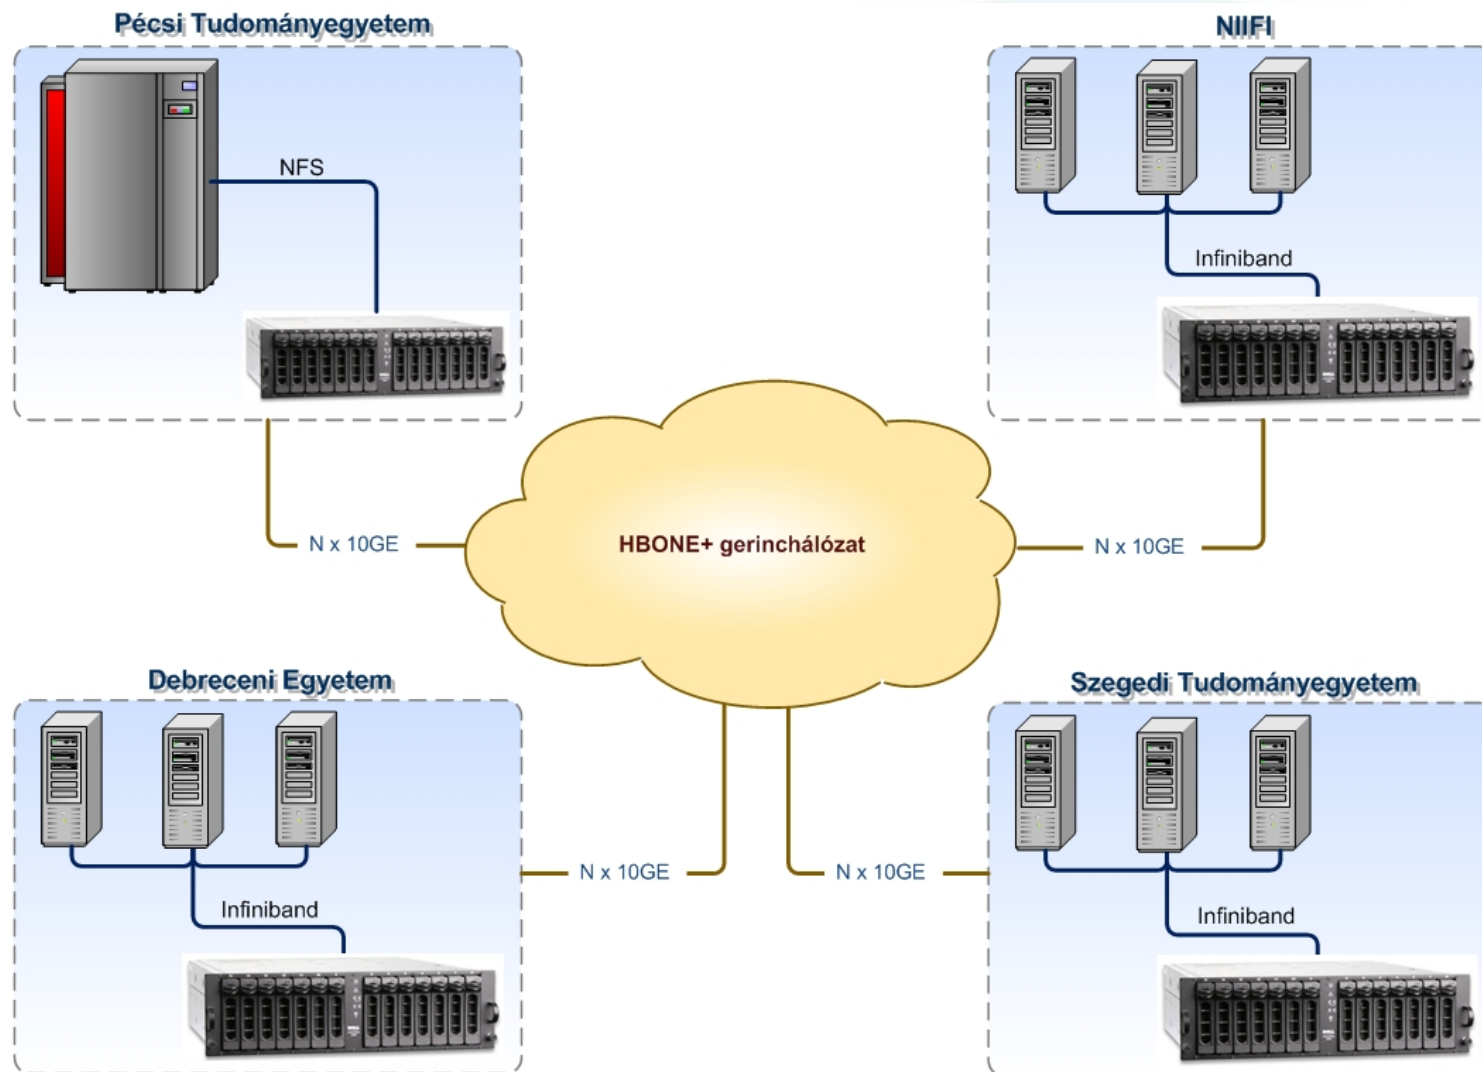 Pécsi Tudományegyetem
NIIFI
NFS
Infiniband
HBONE+ gerinchálózat
N x 10GE
N x 10GE
Debreceni Egyetem
Szegedi Tudományegyetem
N x 10GE
N x 10GE
Infiniband
Infiniband